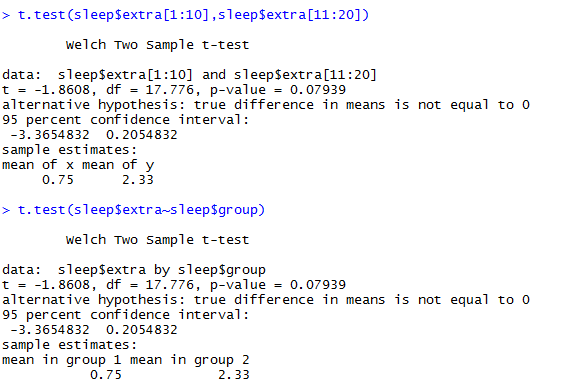 > t.test(sleep$extra[1:10],sleep$extra[11:20])
Welch Two Sample t-test
data:  sleep$extra[1:10] and sleep$extra[11:20]
t = -1.8608, df = 17.776, p-value = 0.07939
alternative hypothesis: true difference in means is not equal to 0
95 percent confidence interval:
-3.3654832  0.2054832
sample estimates:
mean of x mean of y
0.75      2.33
> t.test(sleep$extra~sleep$group)
Welch Two Sample t-test
data:  sleep$extra by sleep$group
t = -1.8608, df = 17.776, p-value = 0.07939
alternative hypothesis: true difference in means is not equal to 0
95 percent confidence interval:
-3.3654832  0.2054832
sample estimates:
mean in group 1 mean in group 2
0.75            2.33